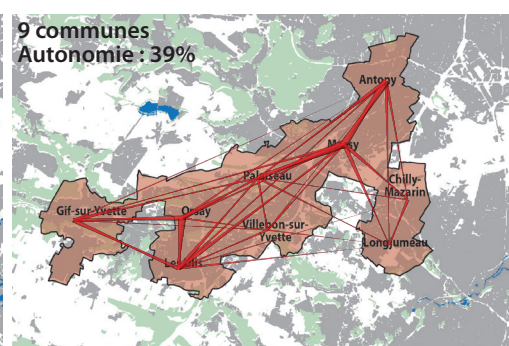 9 communes
Autonomie : 39%
Antony
Massy
Palaiseau
Chilly-
Mazarin
Gif-sur-Yvette
Orsay
Villebon-sur-
Yvette
Longjumeau
Les Ulis